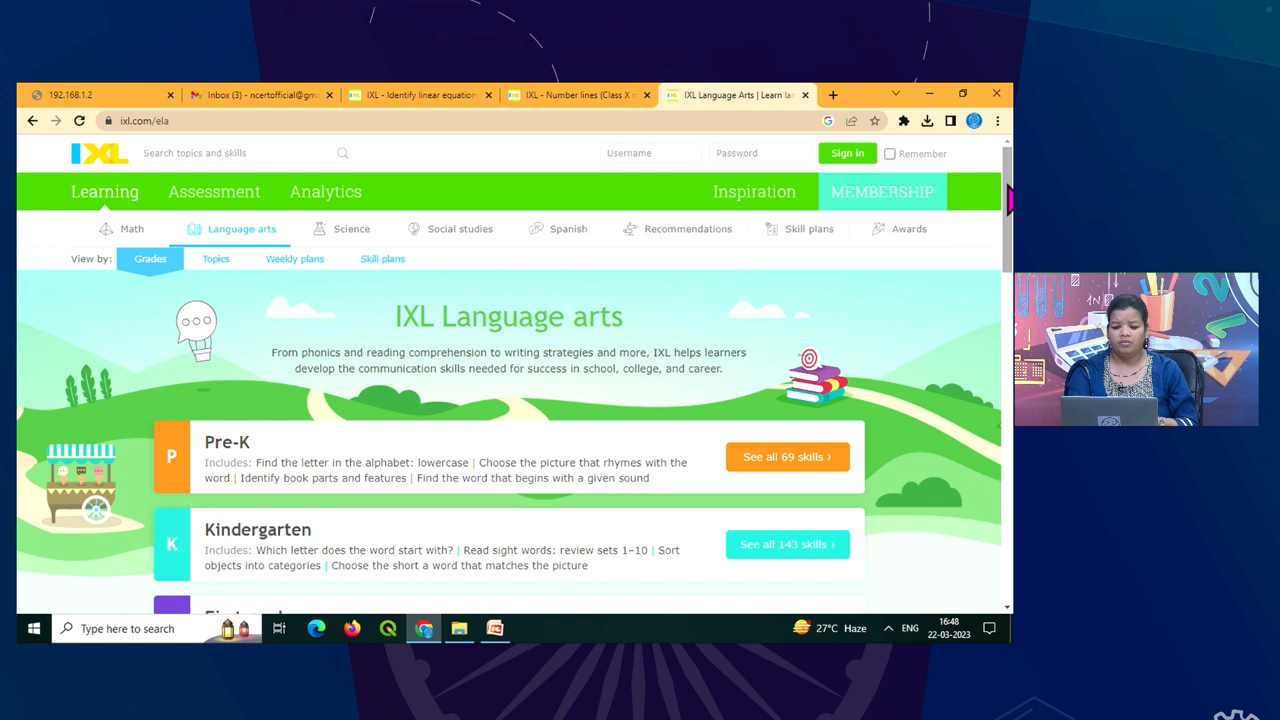 192.168.1.2
Inbox (3) - ncertofficial@gma
IXL - Identify linear equation
IXL - Number lines (Class X m
IXL Language Arts | Learn la
ixl.com/ela
IXL
Search topics and skills
Username
Password
Sign in
Remember
Learning
Assessment
Analytics
Inspiration
MEMBERSHIP
Math
Language arts
Science
Social studies
Spanish
Recommendations
Skill plans
Awards
View by:
Grades
Topics
Weekly plans
Skill plans
IXL Language arts
From phonics and reading comprehension to writing strategies and more, IXL helps learners
develop the communication skills needed for success in school, college, and career.
P
Pre-K
Includes: Find the letter in the alphabet: lowercase | Choose the picture that rhymes with the
word | Identify book parts and features | Find the word that begins with a given sound
See all 69 skills ›
K
Kindergarten
Includes: Which letter does the word start with? | Read sight words: review sets 1–10 | Sort
objects into categories | Choose the short a word that matches the picture
See all 143 skills ›
Type here to search
27°C Haze
ENG
16:48
22-03-2023